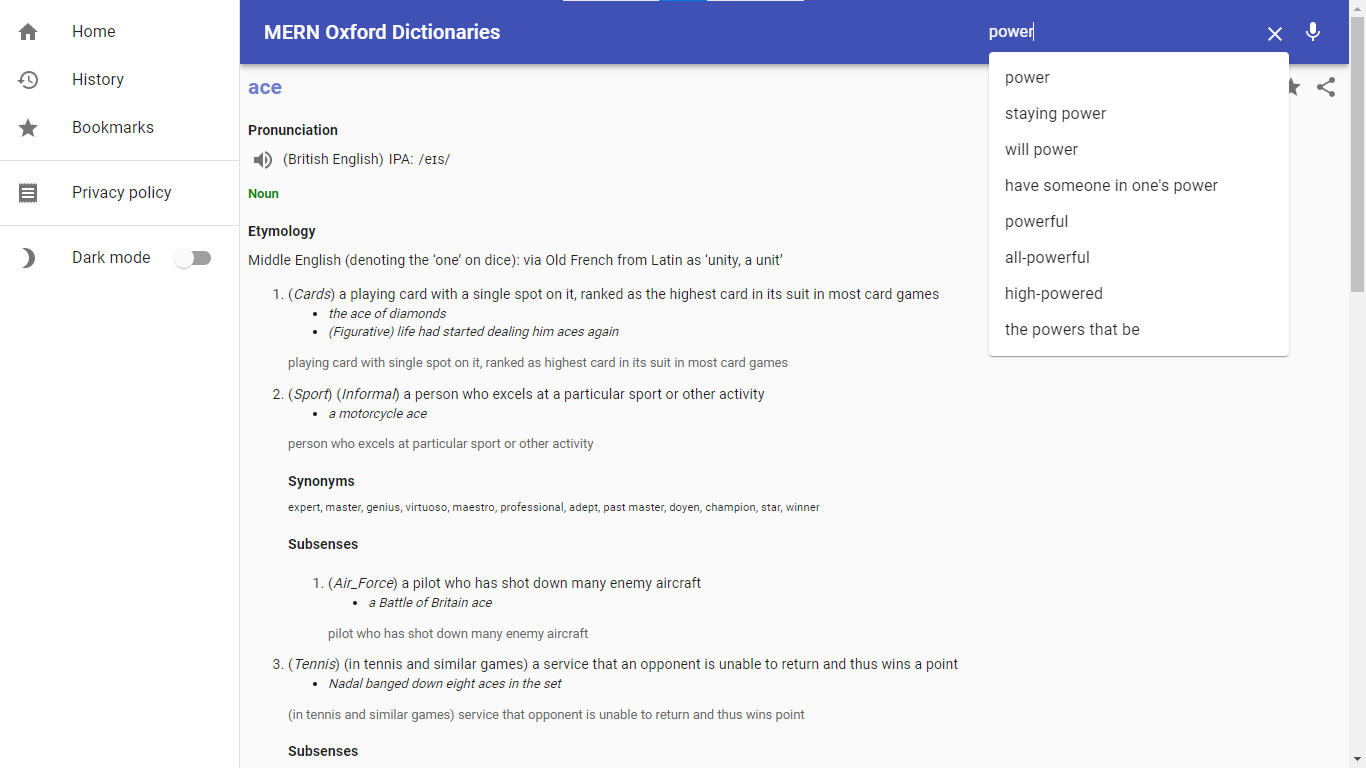 Home
History
Bookmarks
Privacy policy
Dark mode
MERN Oxford Dictionaries
power
power
staying power
will power
have someone in one's power
powerful
all-powerful
high-powered
the powers that be
ace
Pronunciation
(British English) IPA: /eɪs/
Noun
Etymology
Middle English (denoting the ‘one’ on dice): via Old French from Latin as ‘unity, a unit’
1. (Cards) a playing card with a single spot on it, ranked as the highest card in its suit in most card games
• the ace of diamonds
• (Figurative) life had started dealing him aces again
playing card with single spot on it, ranked as highest card in its suit in most card games
2. (Sport) (Informal) a person who excels at a particular sport or other activity
• a motorcycle ace
person who excels at particular sport or other activity
Synonyms
expert, master, genius, virtuoso, maestro, professional, adept, past master, doyen, champion, star, winner
Subsenses
1. (Air_Force) a pilot who has shot down many enemy aircraft
• a Battle of Britain ace
pilot who has shot down many enemy aircraft
3. (Tennis) (in tennis and similar games) a service that an opponent is unable to return and thus wins a point
• Nadal banged down eight aces in the set
(in tennis and similar games) service that opponent is unable to return and thus wins point
Subsenses